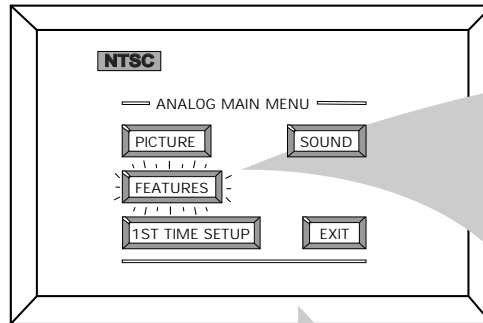 NTSC
ANALOG MAIN MENU
PICTURE SOUND
FEATURES
1ST TIME SETUP EXIT